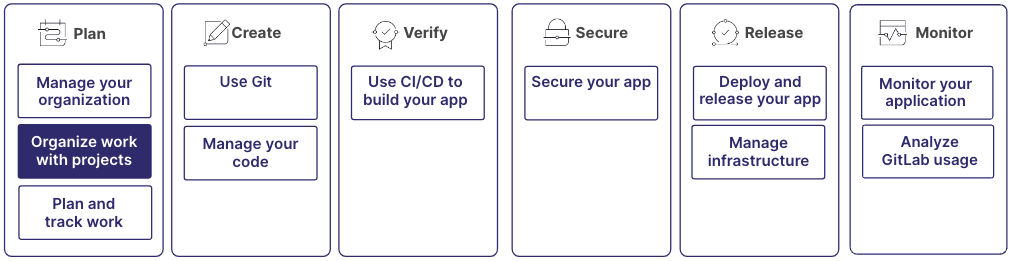 Plan
Manage your
organization
Organize work
with projects
Plan and
track work
Create
Use Git
Manage your
code
Verify
Use CI/CD to
build your app
Secure
Secure your app
Release
Deploy and
release your app
Manage
infrastructure
Monitor
Monitor your
application
Analyze
GitLab usage